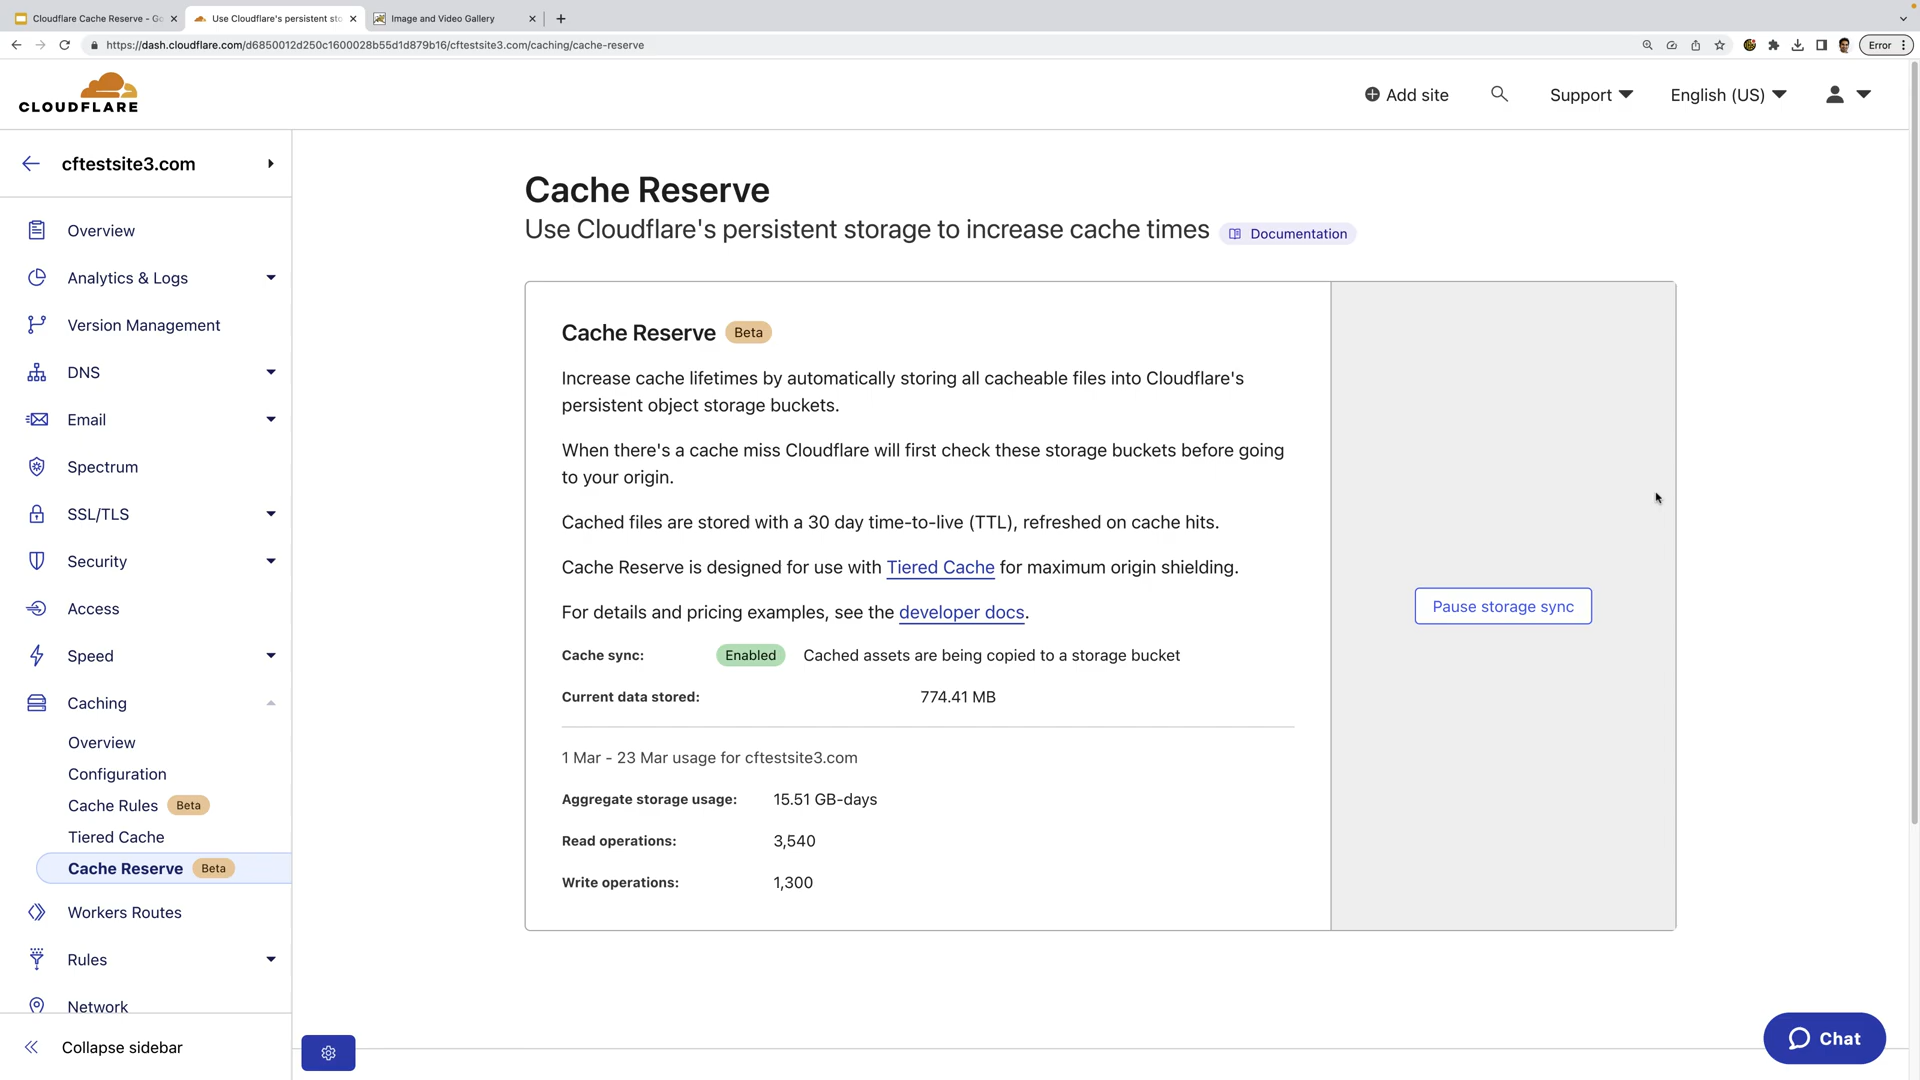 Cloudflare Cache Reserve - Go
Use Cloudflare's persistent sto
Image and Video Gallery
https://dash.cloudflare.com/d6850012d250c1600028b55d1d879b16/cftestsite3.com/caching/cache-reserve
Error
CLOUDFLARE
Add site
Support
English (US)
cftestsite3.com
Overview
Analytics & Logs
Version Management
DNS
Email
Spectrum
SSL/TLS
Security
Access
Speed
Caching
Overview
Configuration
Cache Rules Beta
Tiered Cache
Cache Reserve Beta
Workers Routes
Rules
Network
Collapse sidebar
Cache Reserve
Use Cloudflare's persistent storage to increase cache times Documentation
Cache Reserve Beta
Increase cache lifetimes by automatically storing all cacheable files into Cloudflare's
persistent object storage buckets.
When there's a cache miss Cloudflare will first check these storage buckets before going
to your origin.
Cached files are stored with a 30 day time-to-live (TTL), refreshed on cache hits.
Cache Reserve is designed for use with Tiered Cache for maximum origin shielding.
For details and pricing examples, see the developer docs.
Cache sync: Enabled Cached assets are being copied to a storage bucket
Current data stored: 774.41 MB
1 Mar - 23 Mar usage for cftestsite3.com
Aggregate storage usage: 15.51 GB-days
Read operations: 3,540
Write operations: 1,300
Pause storage sync
Chat